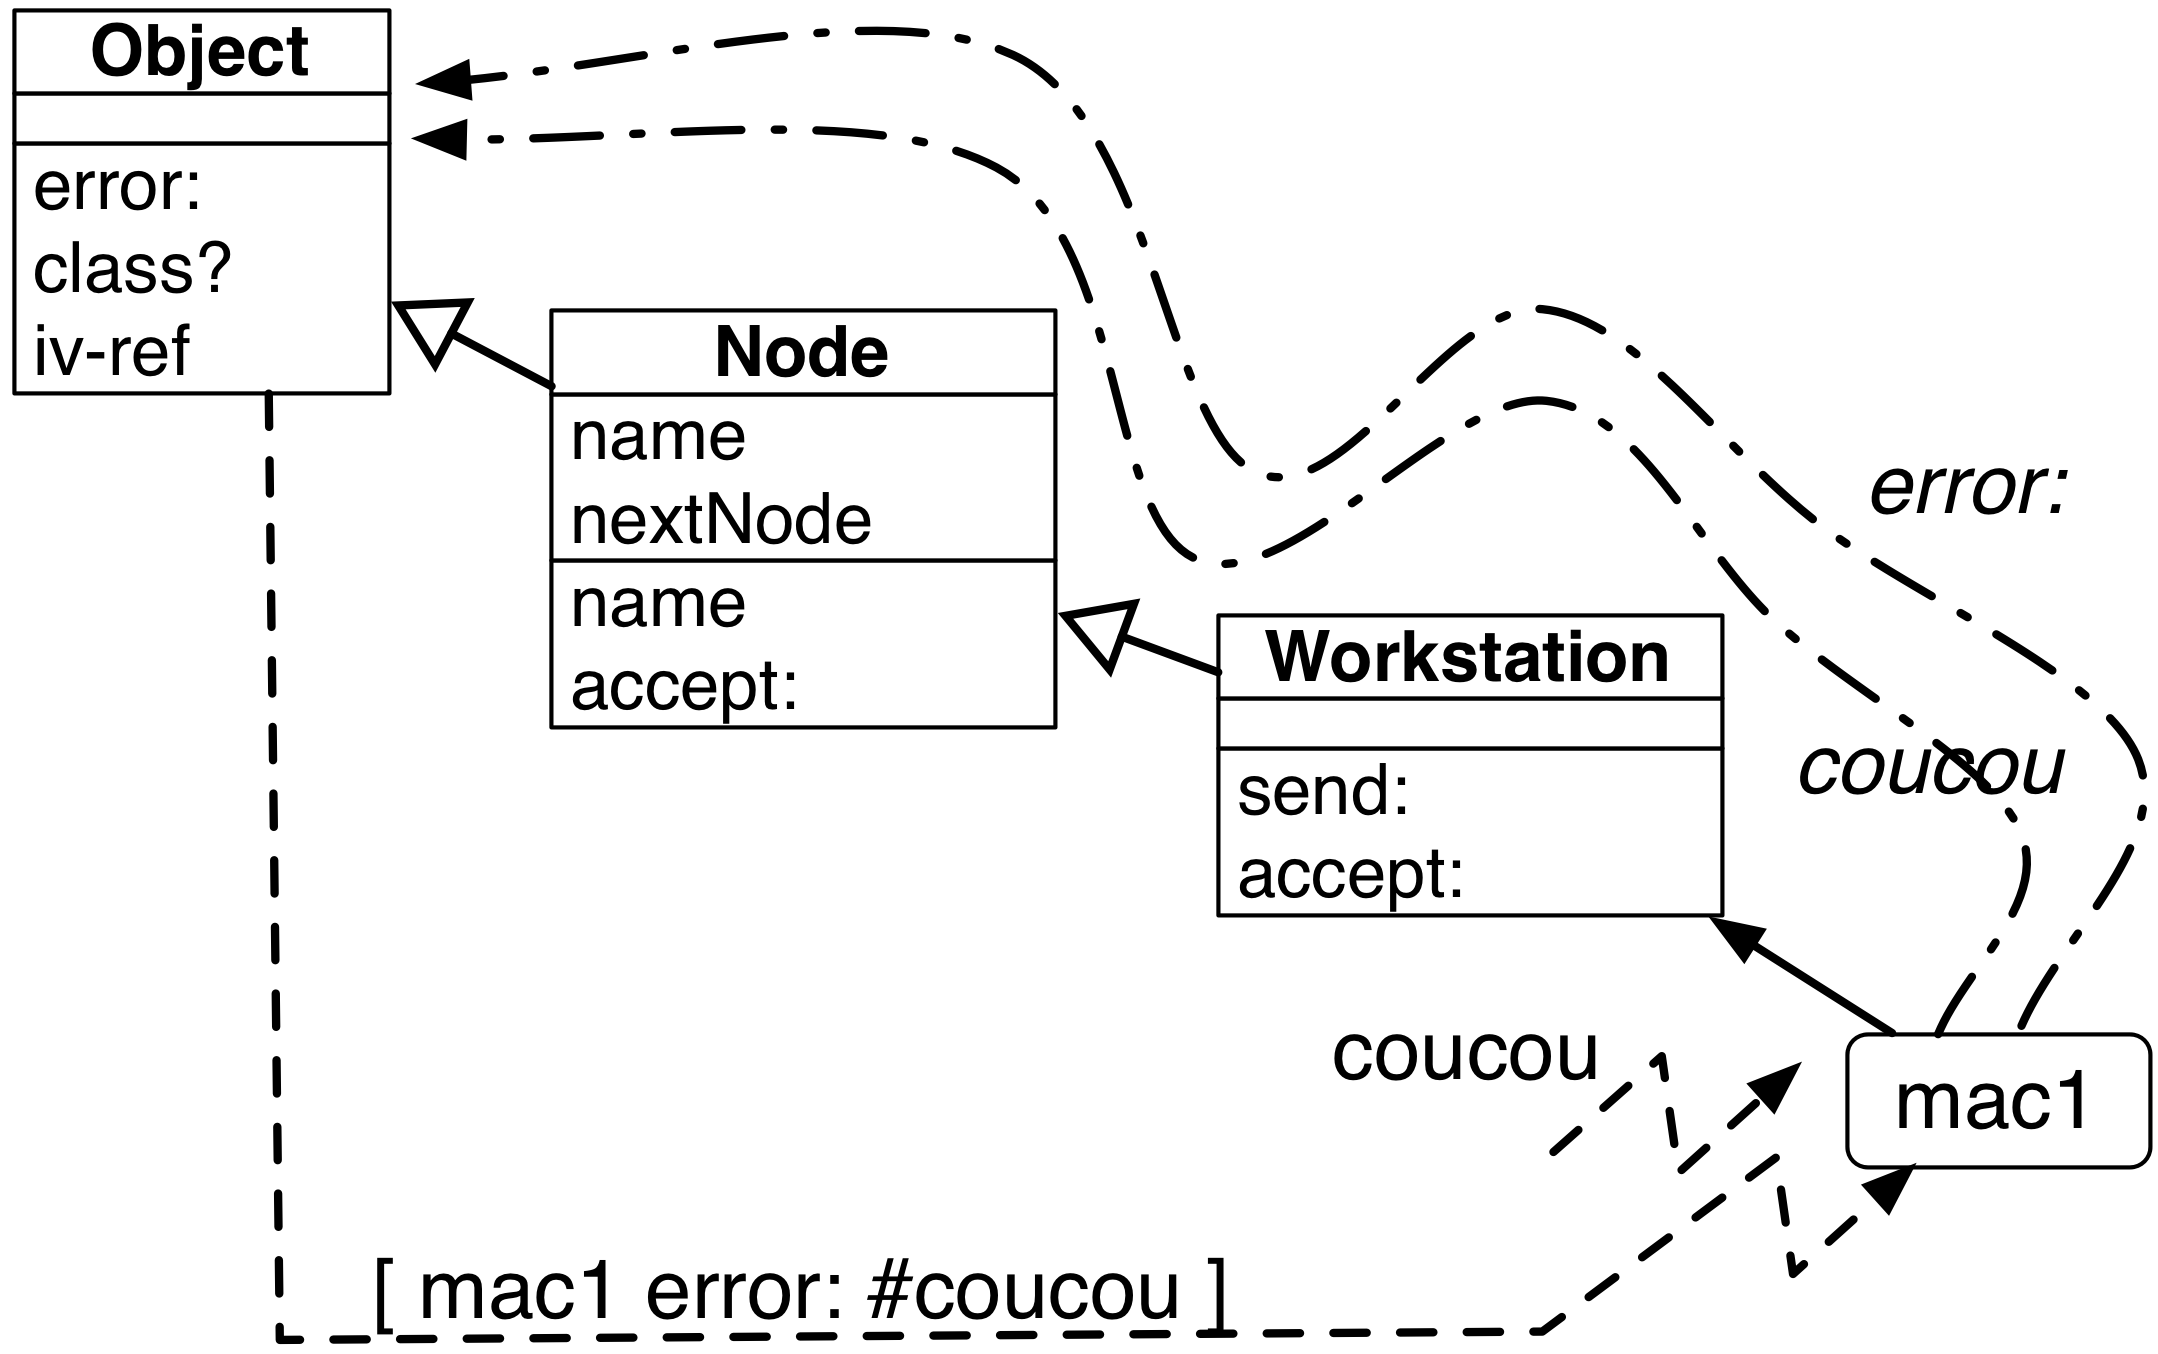 Object
error:
class?
iv-ref
Node
name
nextNode
name
accept:
Workstation
send:
accept:
error:
coucou
coucou
mac1
[ mac1 error: #coucou ]